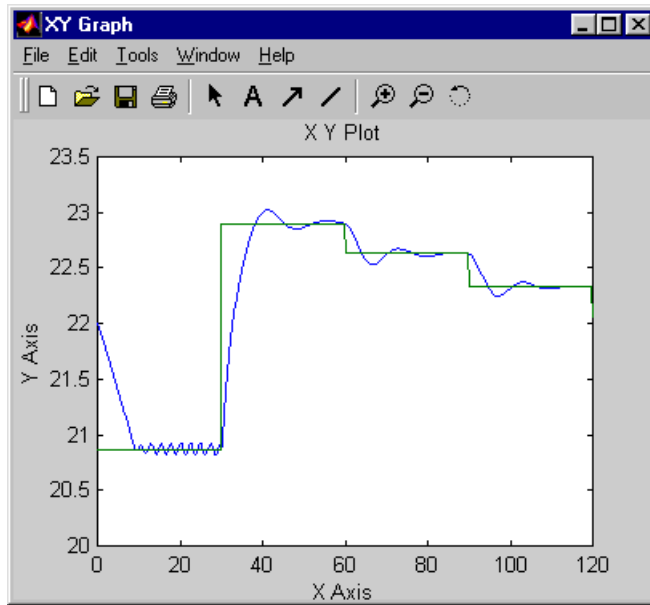 XY Graph
File Edit Tools Window Help
A
X Y Plot
23.5
23
22.5
22
21.5
21
20.5
20
Y Axis
0 20 40 60 80 100 120
X Axis